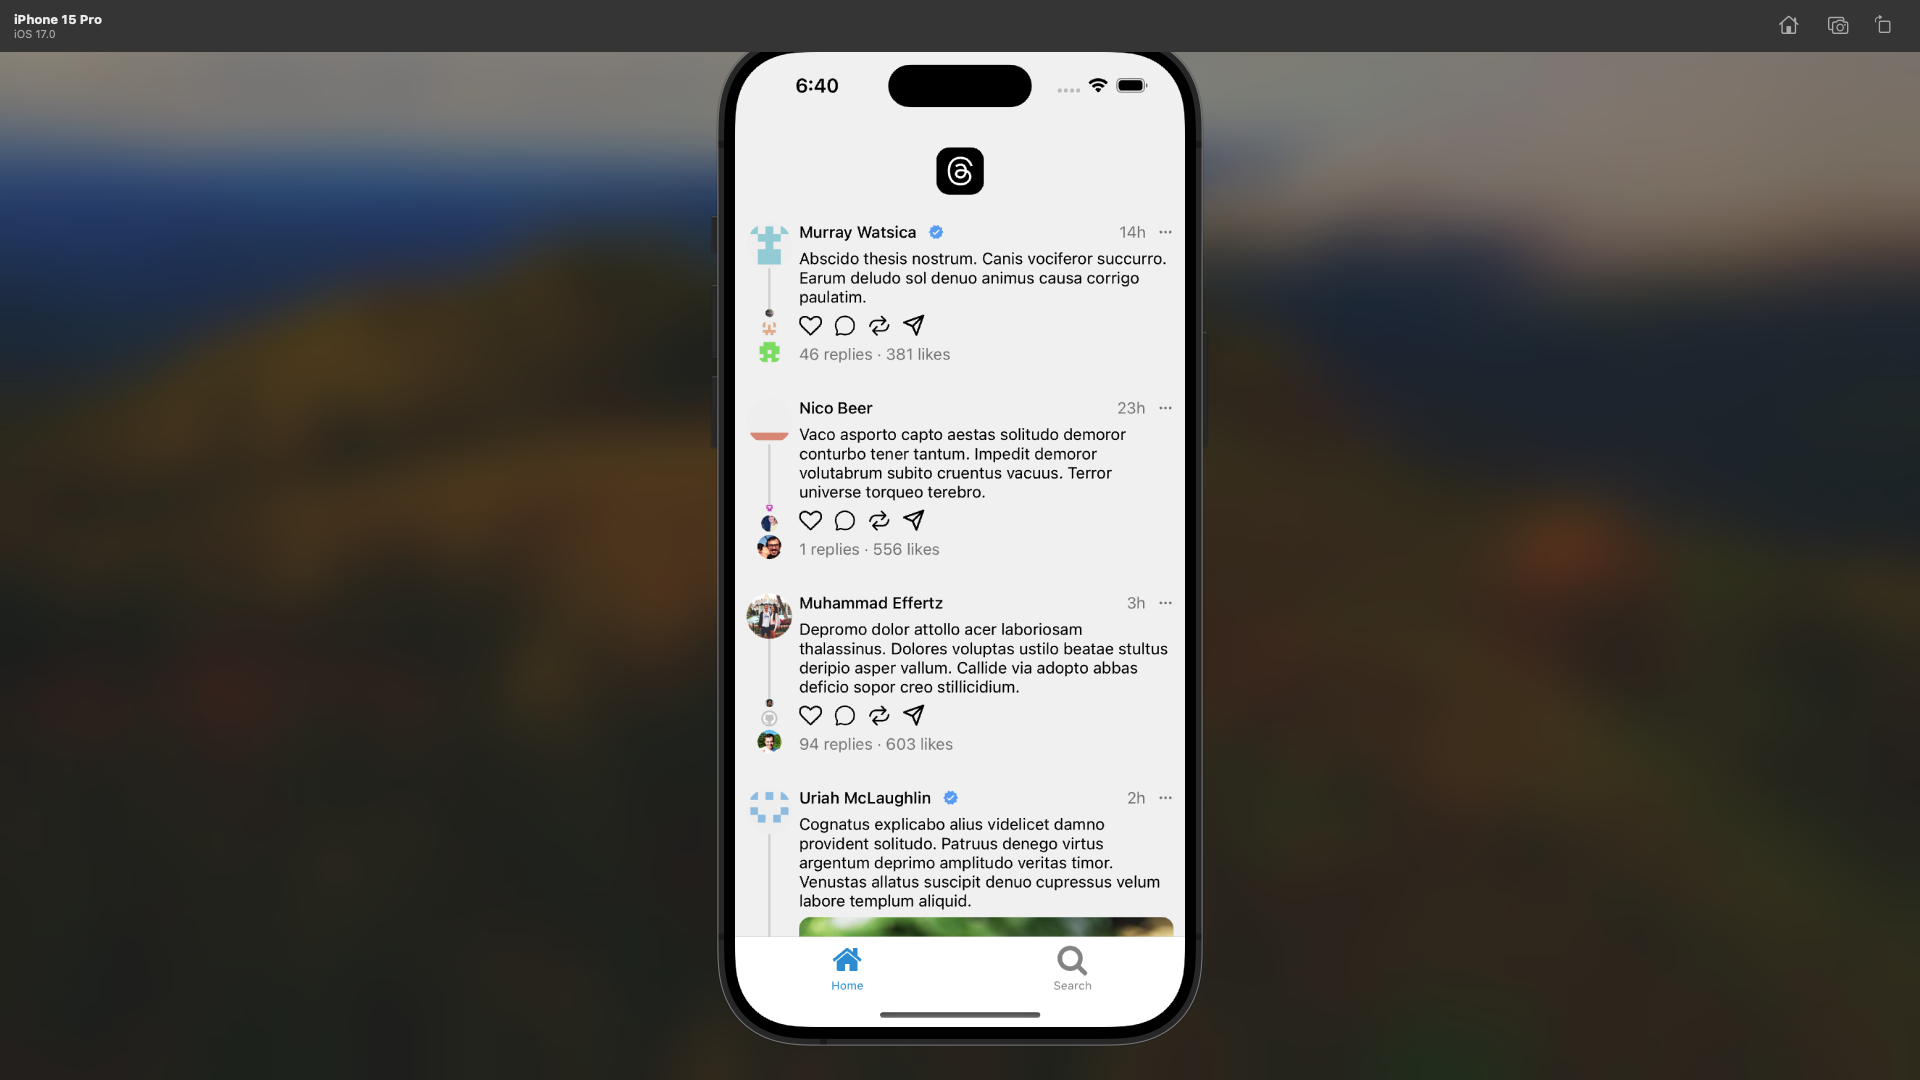 iPhone 15 Pro
iOS 17.0
6:40
Murray Watsica
14h
Abscido thesis nostrum. Canis vociferor succurro.
Earum deludo sol denuo animus causa corrigo
paulatim.
46 replies · 381 likes
Nico Beer
23h
Vaco asporto capto aestas solitudo demoror
conturbo tener tantum. Impedit demoror
volutabrum subito cruentus vacuus. Terror
universe torqueo terebro.
1 replies · 556 likes
Muhammad Effertz
3h
Depromo dolor attollo acer laboriosam
thalassinus. Dolores voluptas ustilo beatae stultus
deripio asper vallum. Callide via adopto abbas
deficio sopor creo stillicidium.
94 replies · 603 likes
Uriah McLaughlin
2h
Cognatus explicabo alius videlicet damno
provident solitudo. Patruus denego virtus
argentum deprimo amplitudo veritas timor.
Venustas allatus suscipit denuo cupressus velum
labore templum aliquid.
Home
Search